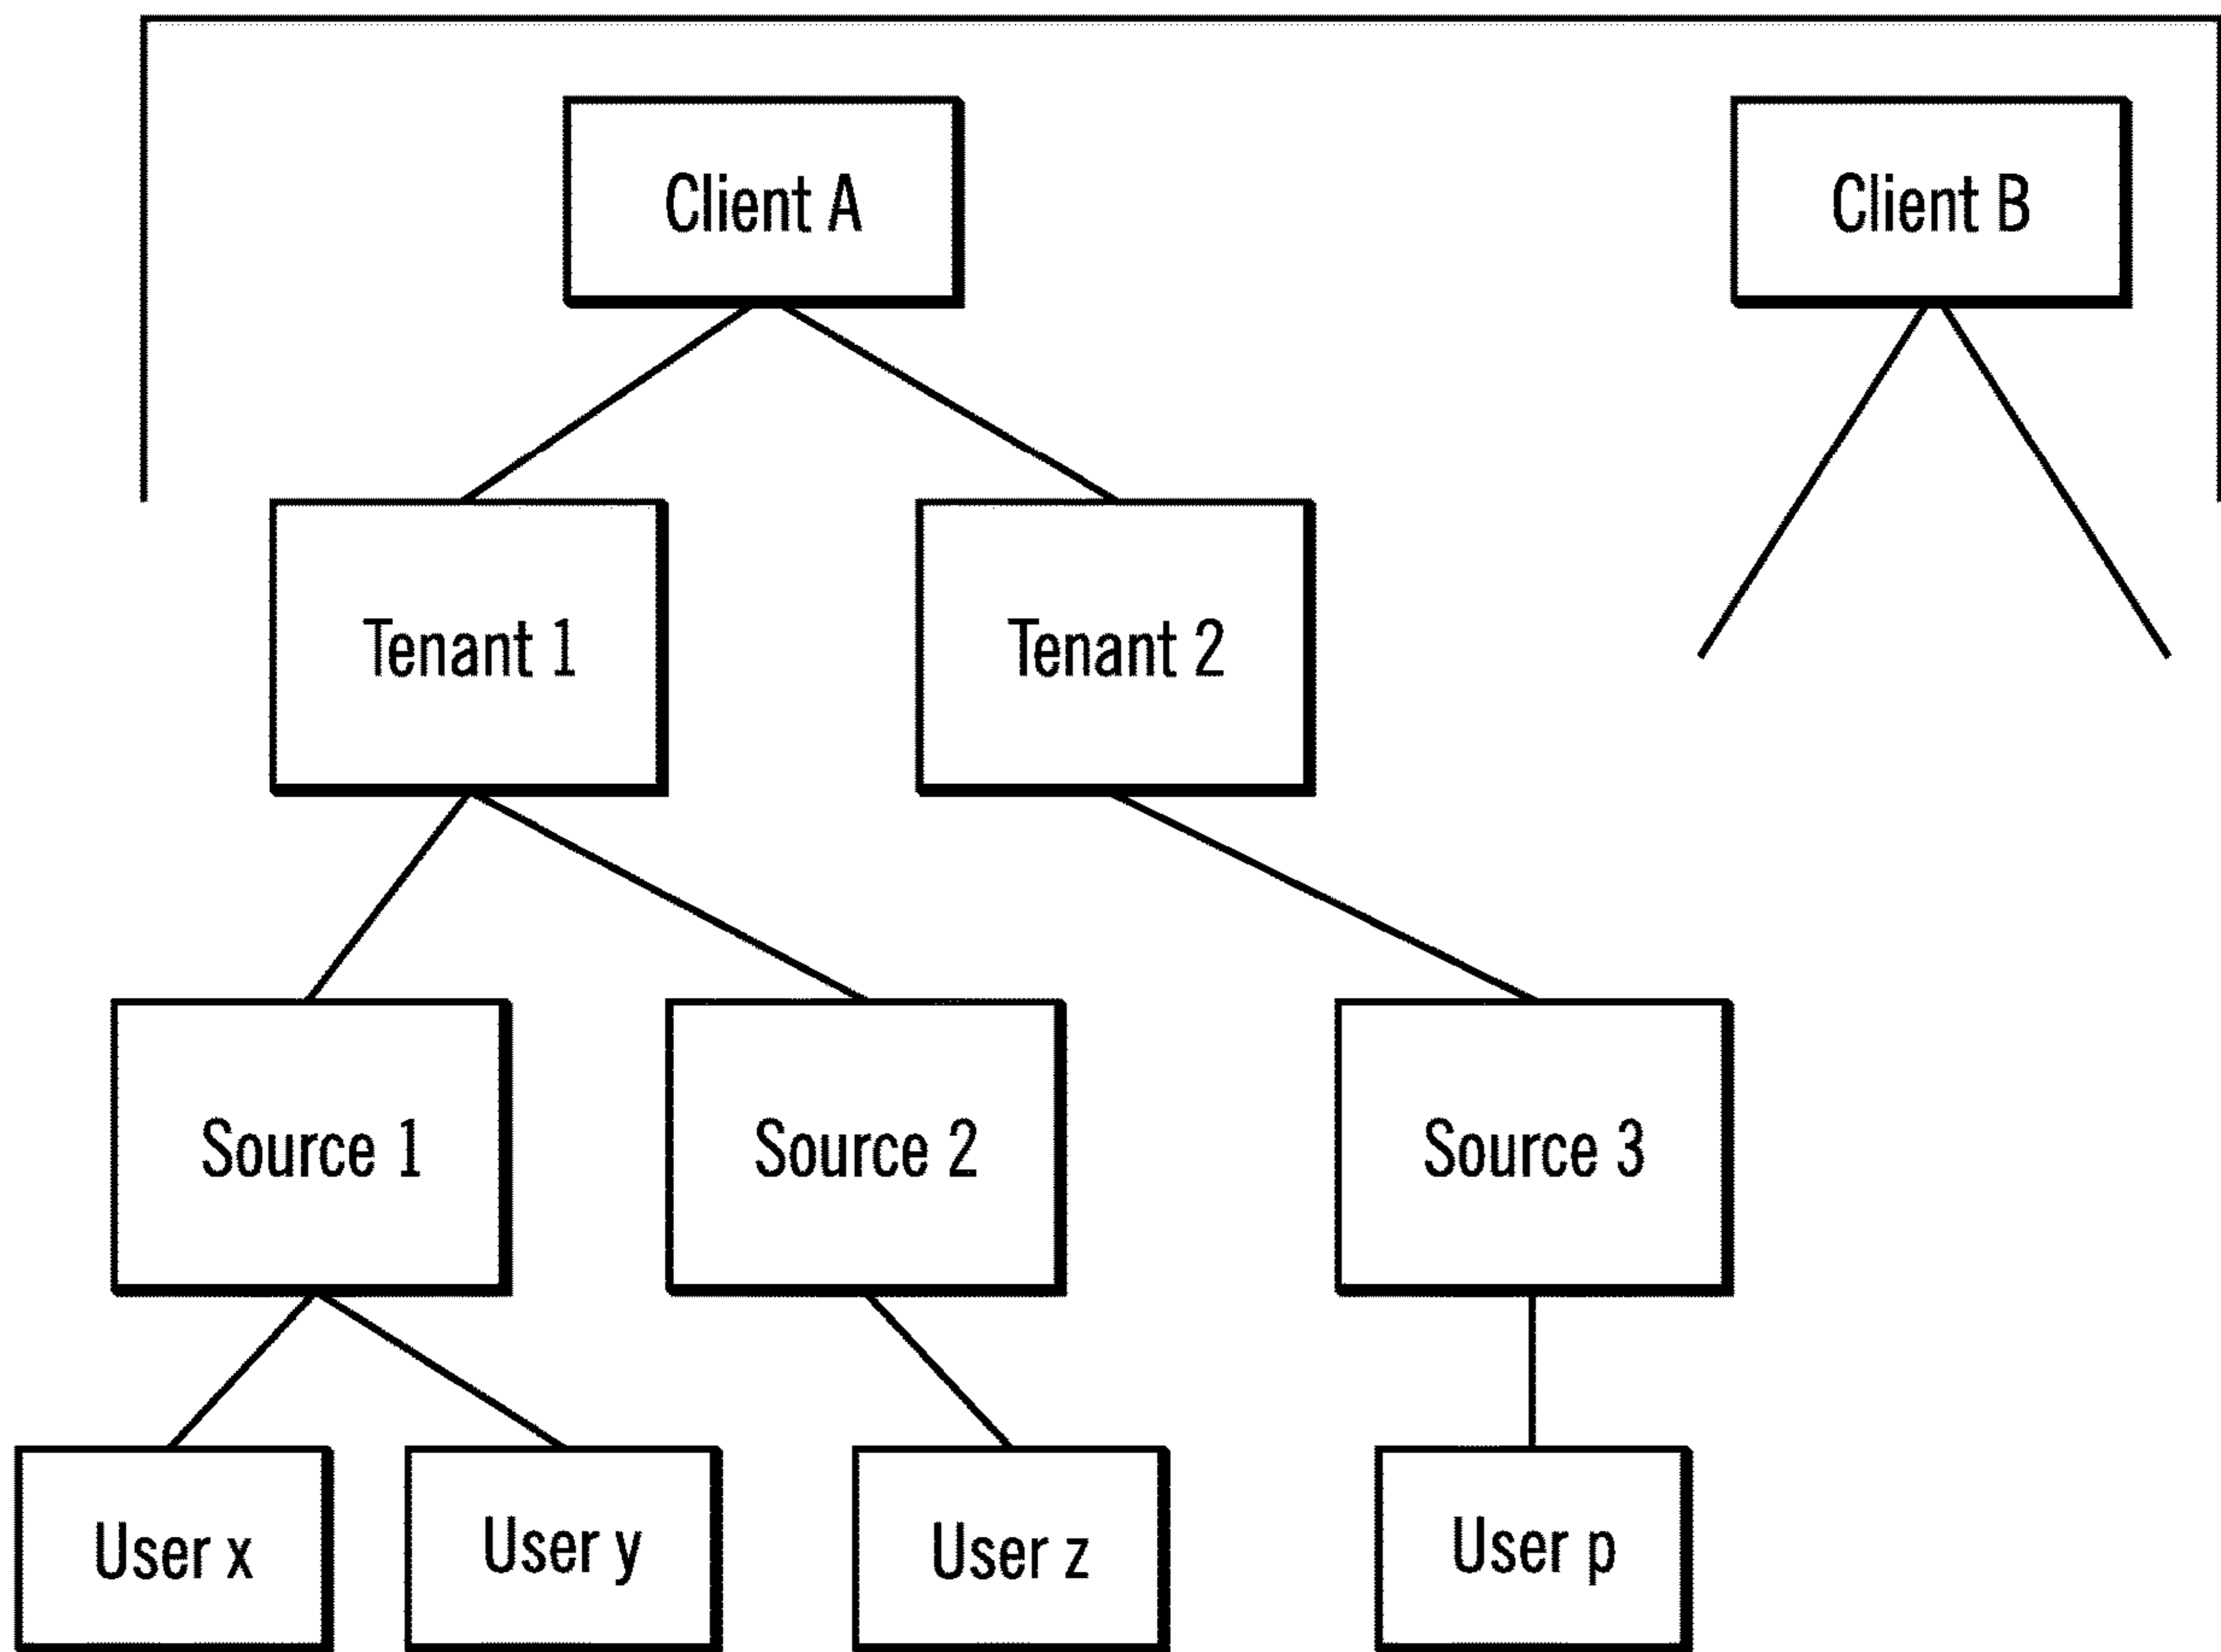 Client A
Client B
Tenant 1
Tenant 2
Source 1
Source 2
Source 3
User x
User y
User z
User p